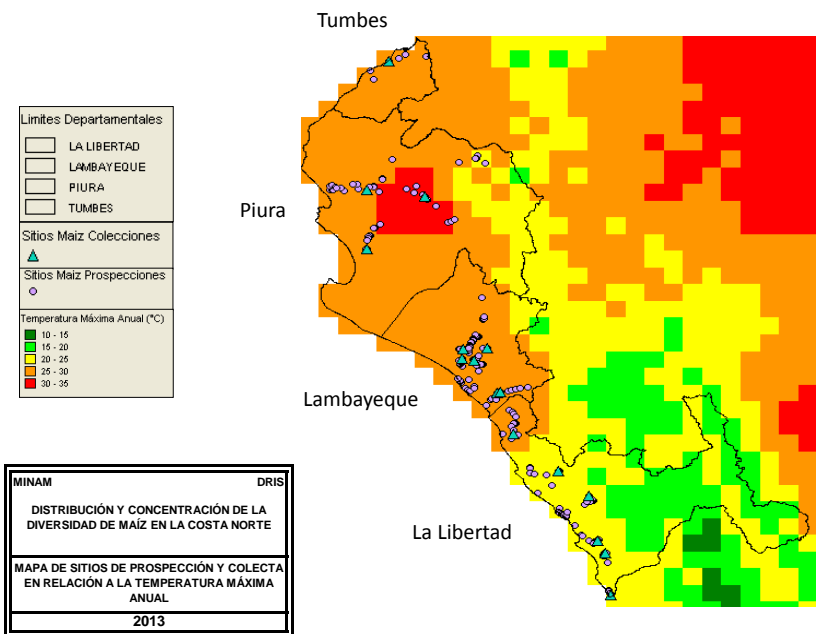 Tumbes
Limites Departamentales
LA LIBERTAD
LAMBAYEQUE
PIURA
TUMBES
Sitios Maiz Colecciones
Sitios Maiz Prospecciones
Temperatura Máxima Anual (°C)
10 - 15
15 - 20
20 - 25
25 - 30
30 - 35
Piura
Lambayeque
La Libertad
MINAM DRIS
DISTRIBUCIÓN Y CONCENTRACIÓN DE LA
DIVERSIDAD DE MAÍZ EN LA COSTA NORTE
MAPA DE SITIOS DE PROSPECCIÓN Y COLECTA
EN RELACIÓN A LA TEMPERATURA MÁXIMA
ANUAL
2013